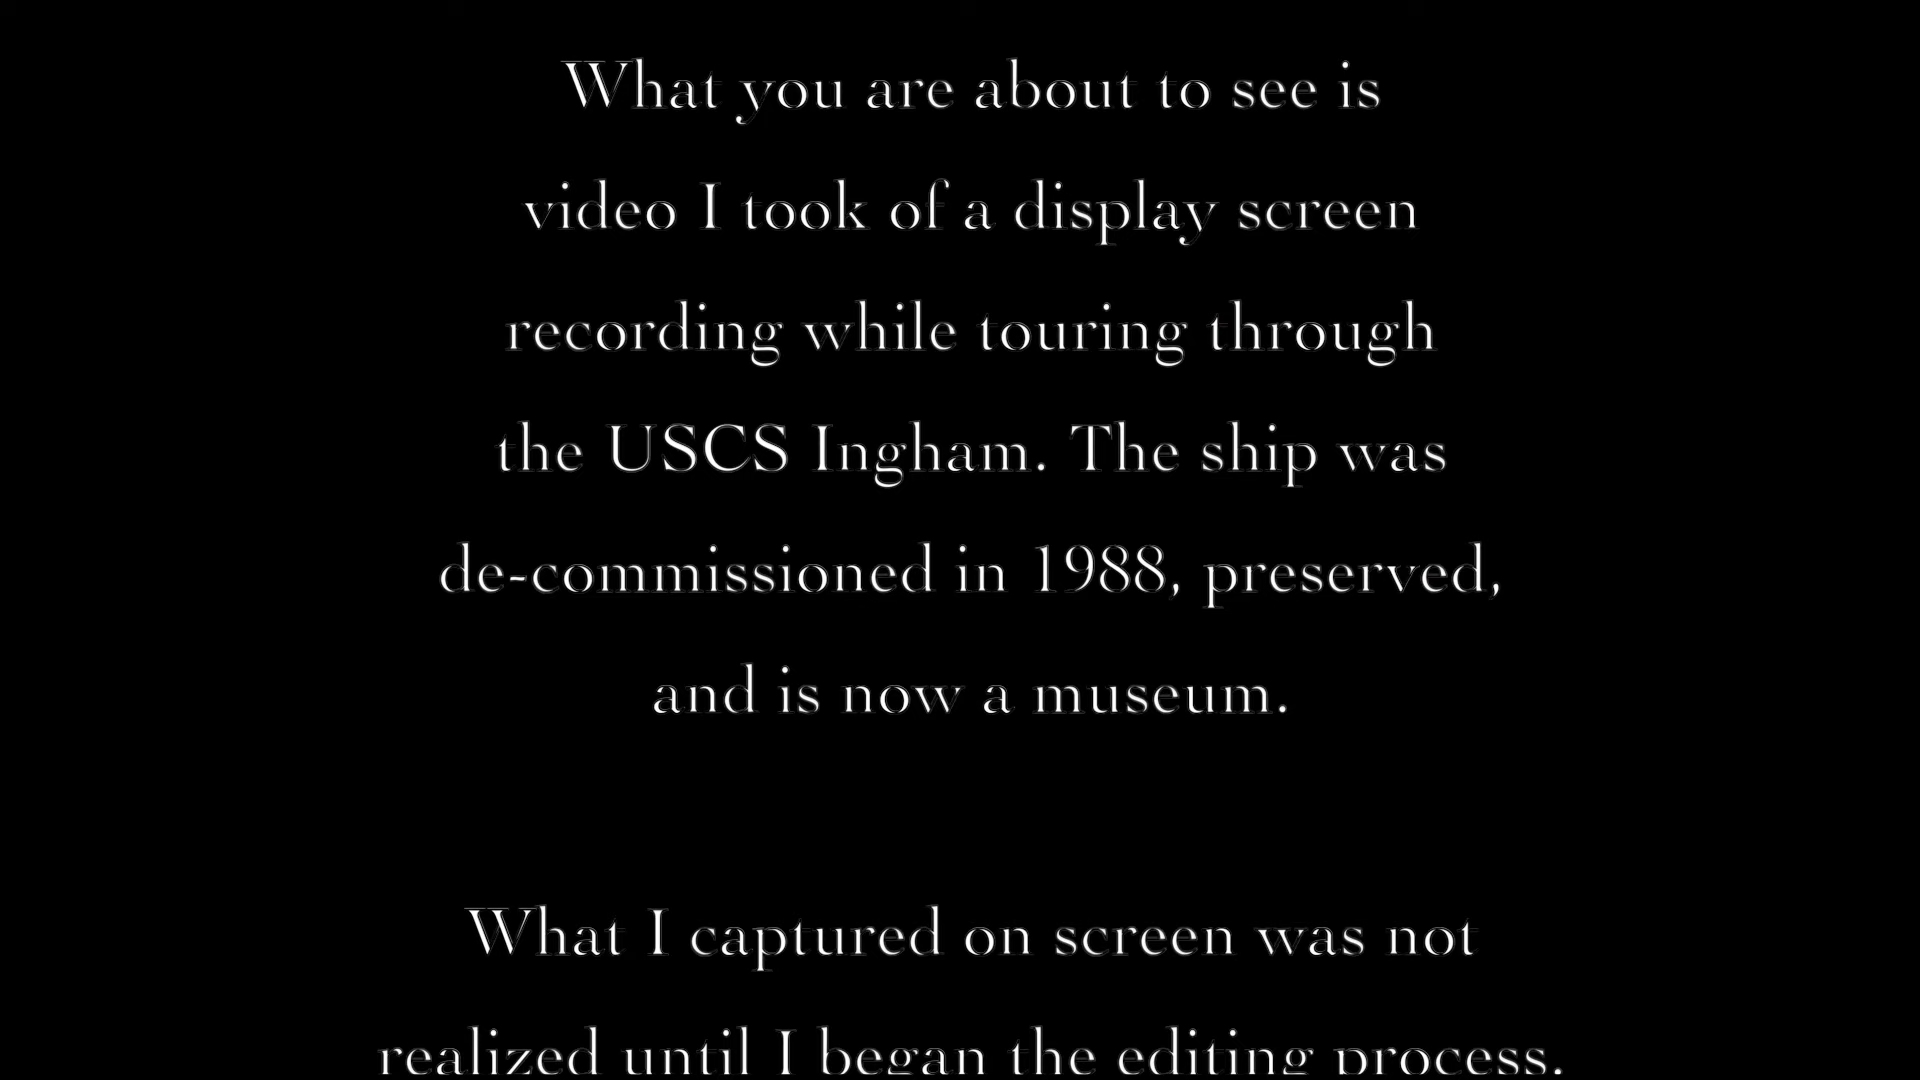 What you are about to see is
video I took of a display screen
recording while touring through
the USCS Ingham. The ship was
de-commissioned in 1988, preserved,
and is now a museum.
What I captured on screen was not
realized until I began the editing process.